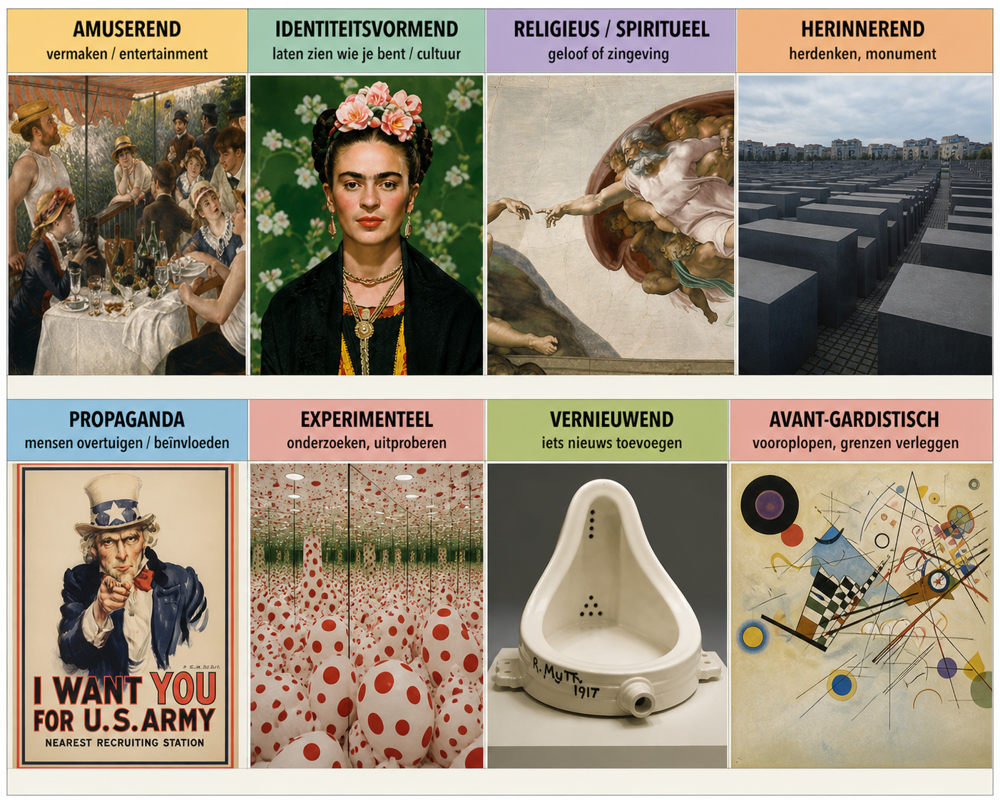 AMUSEREND
vermaken / entertainment
IDENTITEITSVORMEND
laten zien wie je bent / cultuur
RELIGIEUS / SPIRITUEEL
geloof of zingeving
HERINNEREND
herdenken, monument
PROPAGANDA
mensen overtuigen / beïnvloeden
EXPERIMENTEEL
onderzoeken, uitproberen
VERNIEUWEND
iets nieuws toevoegen
AVANT-GARDISTISCH
vooroplopen, grenzen verleggen
I WANT YOU
FOR U.S. ARMY
NEAREST RECRUITING STATION
R. MyTT.
1917